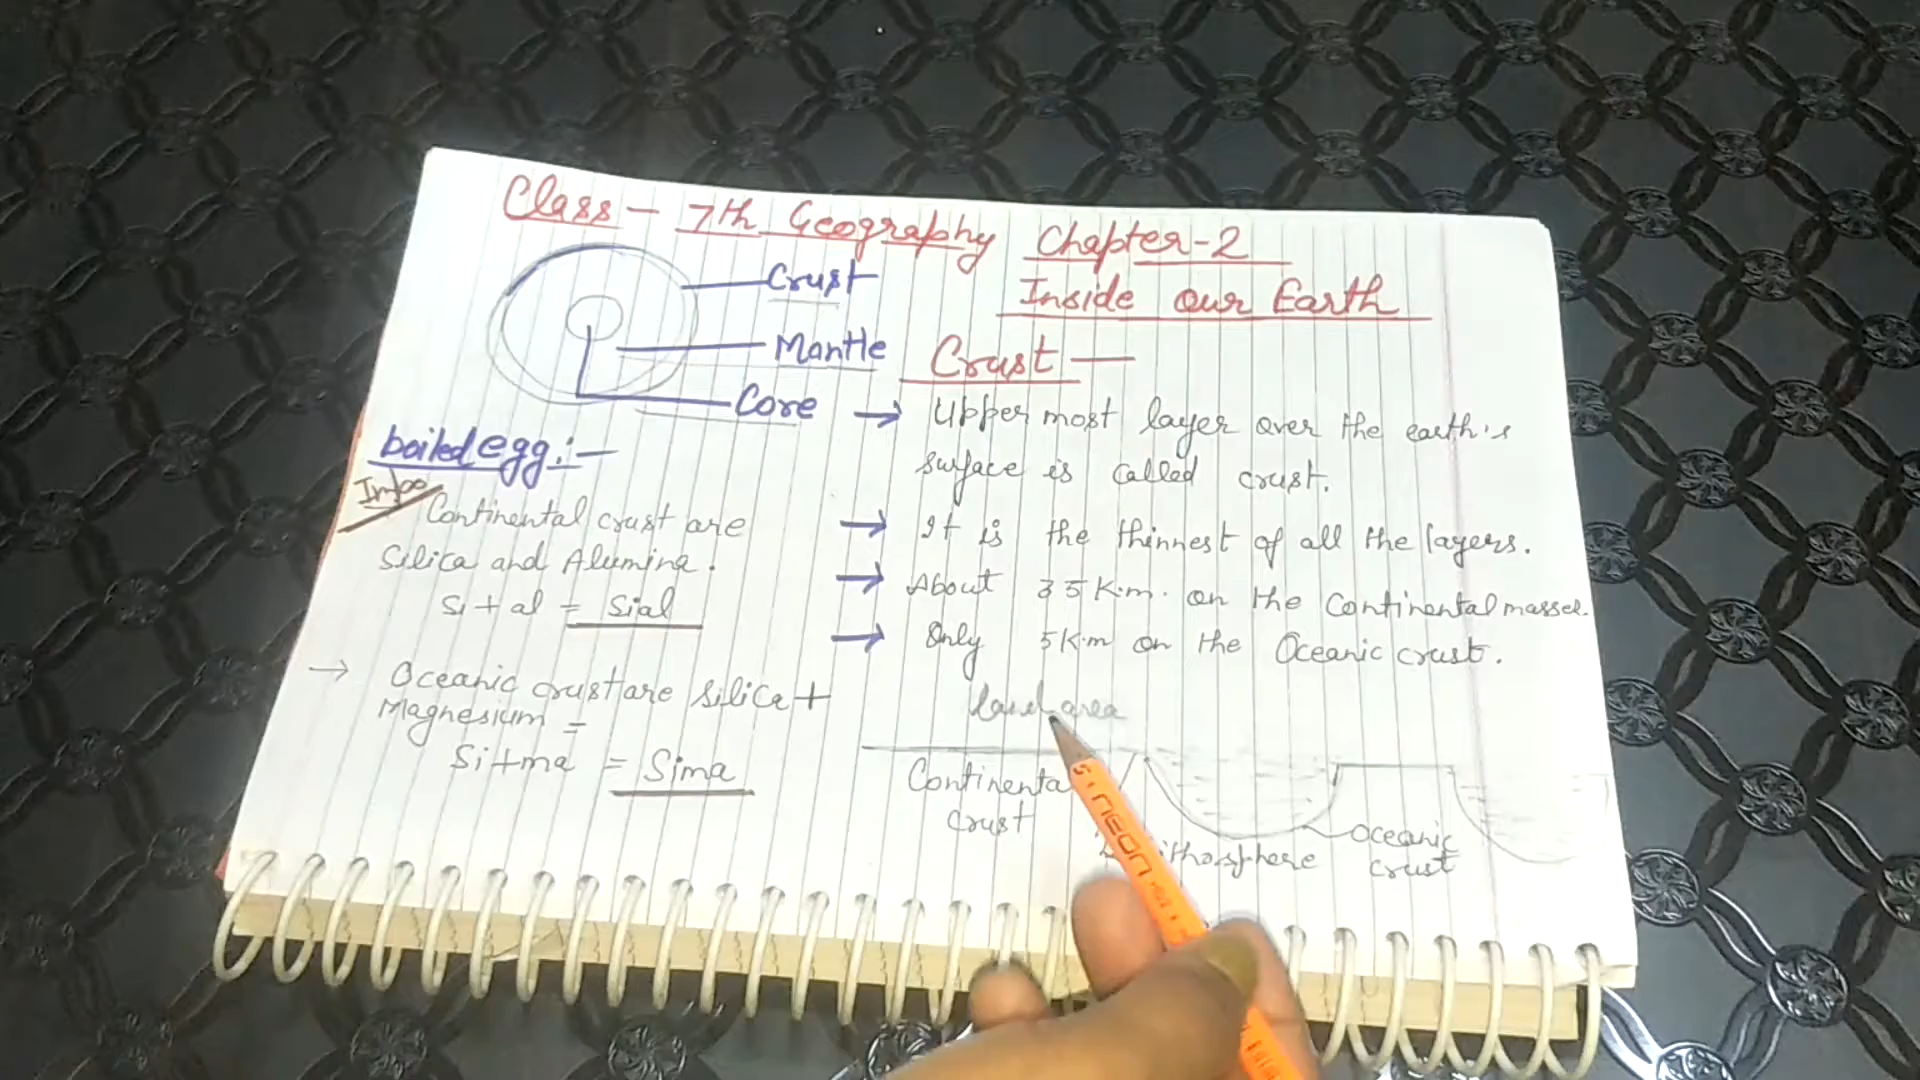 Class - 7th Geography Chapter-2
Inside our Earth
Crust
Mantle
Core
boiled egg:-
Imp
Continental crust are
Silica and Alumina.
Si + al = Sial
→ Oceanic crust are silica +
Magnesium =
Si+ma = Sima
Crust —
→ Upper most layer over the earth's
surface is called crust.
→ It is the thinnest of all the layers.
→ About 35 K.m. on the Continental masses.
→ Only 5 K.m on the Oceanic crust.
land area
Continental
Crust
Lithosphere
Oceanic
crust
NEON